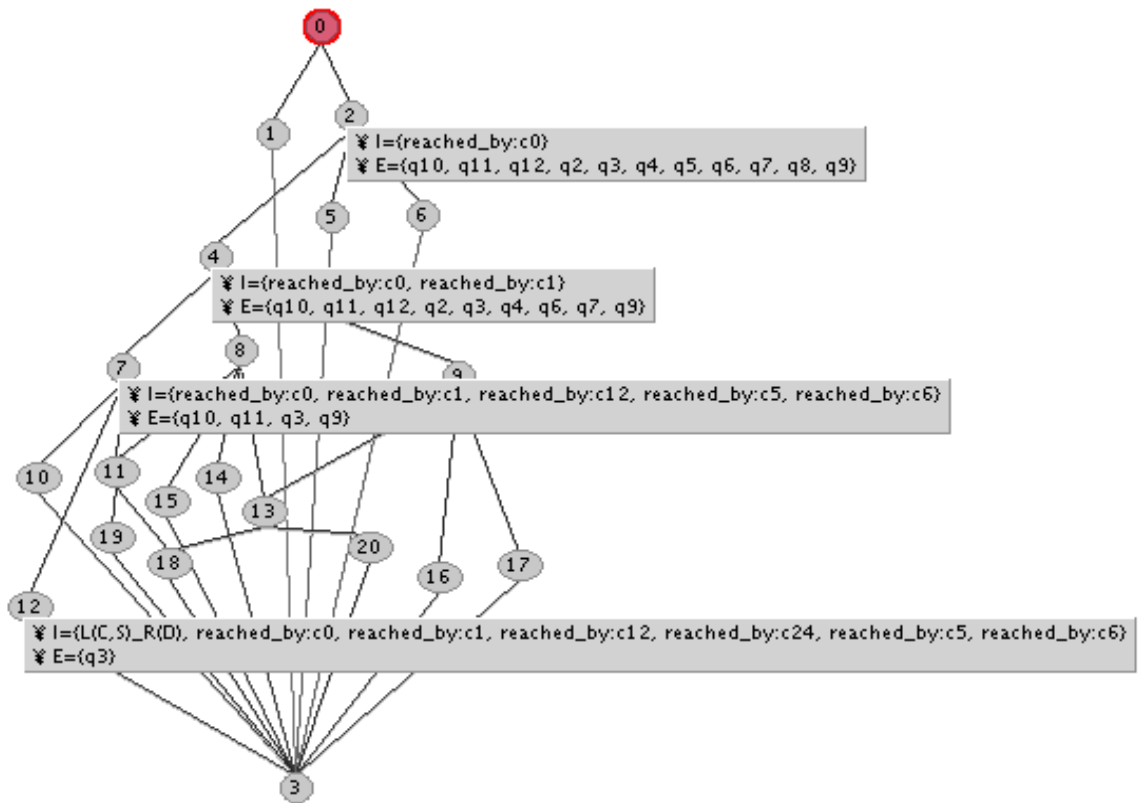 0
1
2
¥ I={reached_by:c0}
¥ E={q10, q11, q12, q2, q3, q4, q5, q6, q7, q8, q9}
5
6
4
¥ I={reached_by:c0, reached_by:c1}
¥ E={q10, q11, q12, q2, q3, q4, q6, q7, q9}
8
7
9
¥ I={reached_by:c0, reached_by:c1, reached_by:c12, reached_by:c5, reached_by:c6}
¥ E={q10, q11, q3, q9}
10
11
14
15
13
19
18
20
16
17
12
¥ I={L(C,S)_R(D), reached_by:c0, reached_by:c1, reached_by:c12, reached_by:c24, reached_by:c5, reached_by:c6}
¥ E={q3}
3